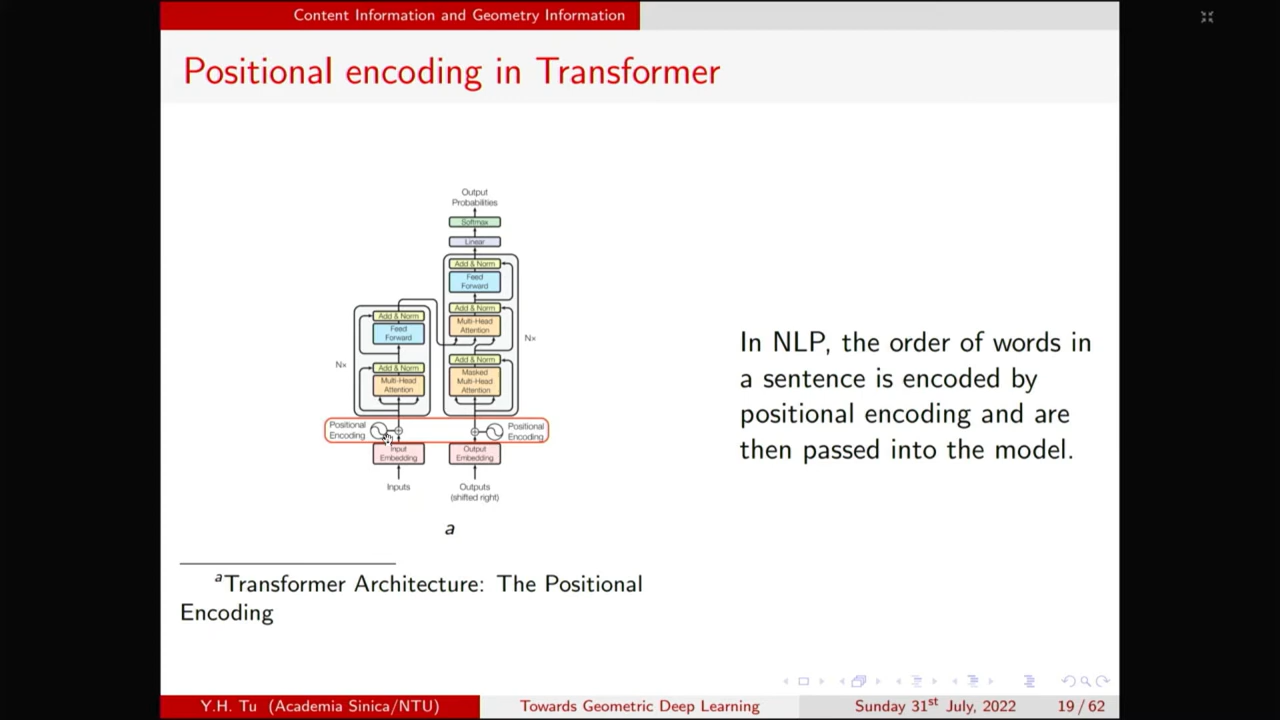 Content Information and Geometry Information
Positional encoding in Transformer
Output
Probabilities
Softmax
Linear
Add & Norm
Feed
Forward
Add & Norm
Multi-Head
Attention
Add & Norm
Masked
Multi-Head
Attention
Nx
Add & Norm
Feed
Forward
Add & Norm
Multi-Head
Attention
Nx
Positional
Encoding
Positional
Encoding
Input
Embedding
Output
Embedding
Inputs
Outputs
(shifted right)
a
In NLP, the order of words in
a sentence is encoded by
positional encoding and are
then passed into the model.
ᵃTransformer Architecture: The Positional
Encoding
Y.H. Tu (Academia Sinica/NTU)
Towards Geometric Deep Learning
Sunday 31ˢᵗ July, 2022
19 / 62